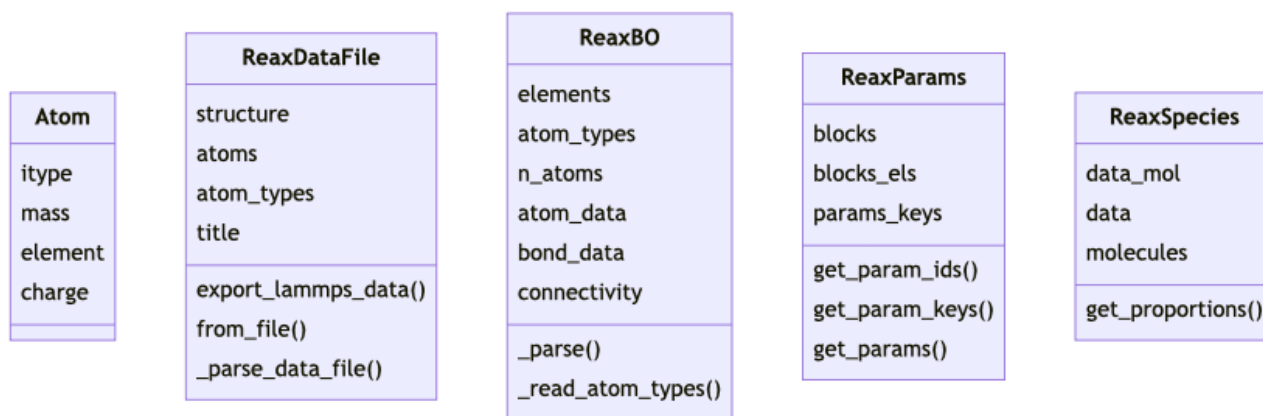 Atom
itype
mass
element
charge
ReaxDataFile
structure
atoms
atom_types
title
export_lammps_data()
from_file()
_parse_data_file()
ReaxBO
elements
atom_types
n_atoms
atom_data
bond_data
connectivity
_parse()
_read_atom_types()
ReaxParams
blocks
blocks_els
params_keys
get_param_ids()
get_param_keys()
get_params()
ReaxSpecies
data_mol
data
molecules
get_proportions()